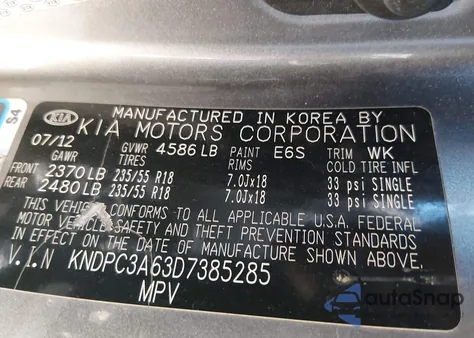 S4
KIA MANUFACTURED IN KOREA BY
KIA MOTORS CORPORATION
07/12 GVWR 4586 LB PAINT E6S TRIM WK
GAWR TIRES RIMS COLD TIRE INFL
FRONT 2370 LB 235/55 R18 7.0Jx18 33 psi SINGLE
REAR 2480 LB 235/55 R18 7.0Jx18 33 psi SINGLE
THIS VEHICLE CONFORMS TO ALL APPLICABLE U.S.A. FEDERAL
MOTOR VEHICLE SAFETY AND THEFT PREVENTION STANDARDS
IN EFFECT ON THE DATE OF MANUFACTURE SHOWN ABOVE.
V.I.N KNDPC3A63D7385285
MPV
autoSnap